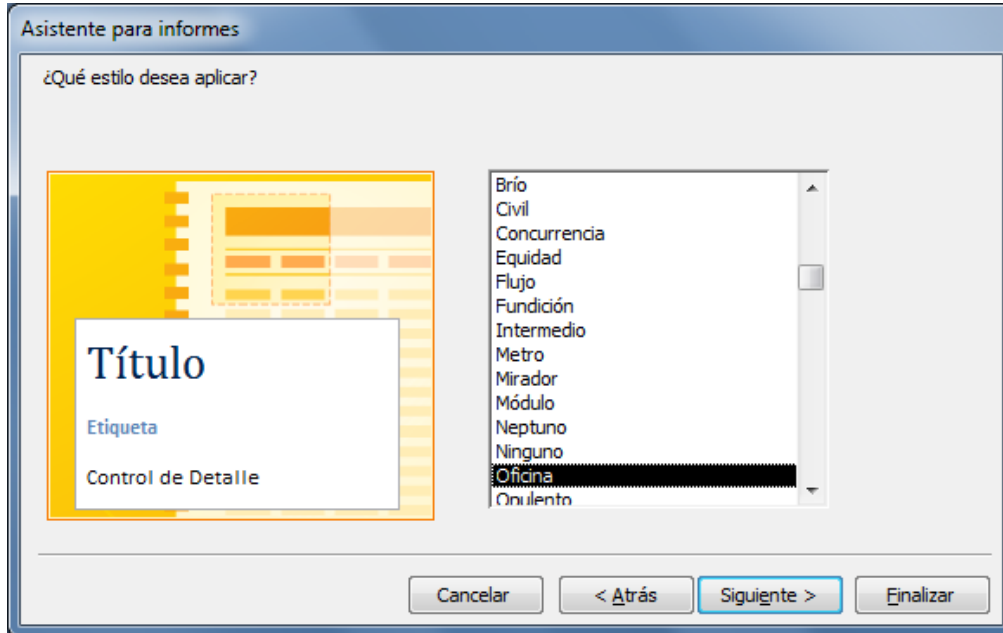 Asistente para informes
¿Qué estilo desea aplicar?
Título
Etiqueta
Control de Detalle
Brío
Civil
Concurrencia
Equidad
Flujo
Fundición
Intermedio
Metro
Mirador
Módulo
Neptuno
Ninguno
Oficina
Opulento
Cancelar
< Atrás
Siguiente >
Finalizar